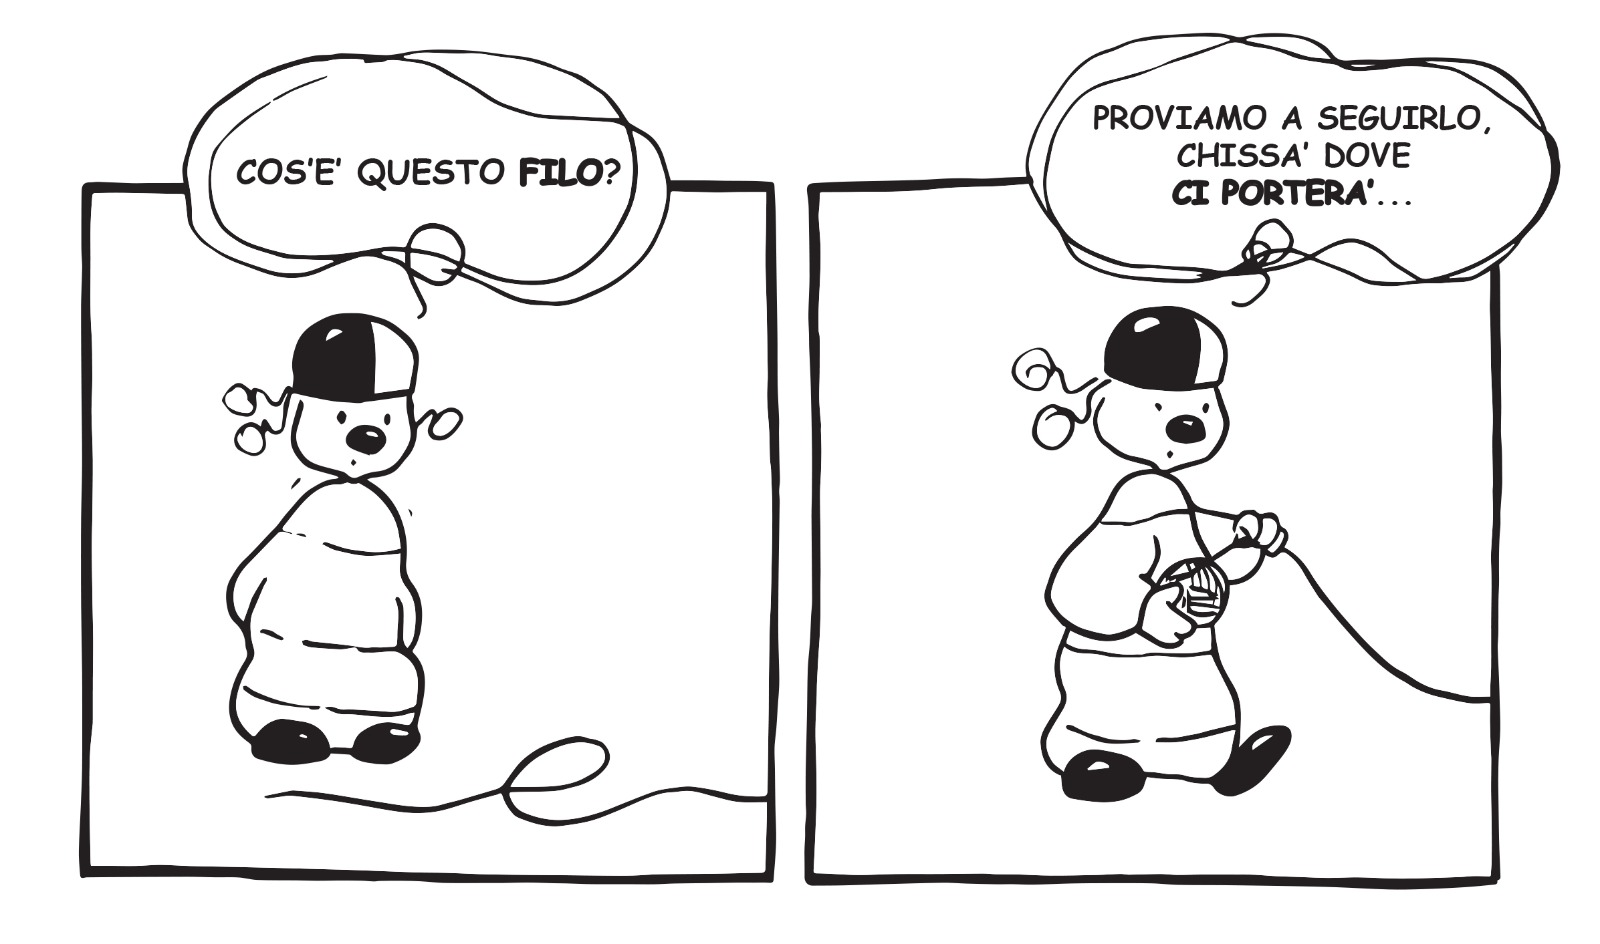 COS'E' QUESTO FILO?
PROVIAMO A SEGUIRLO,
CHISSA' DOVE
CI PORTERA'...